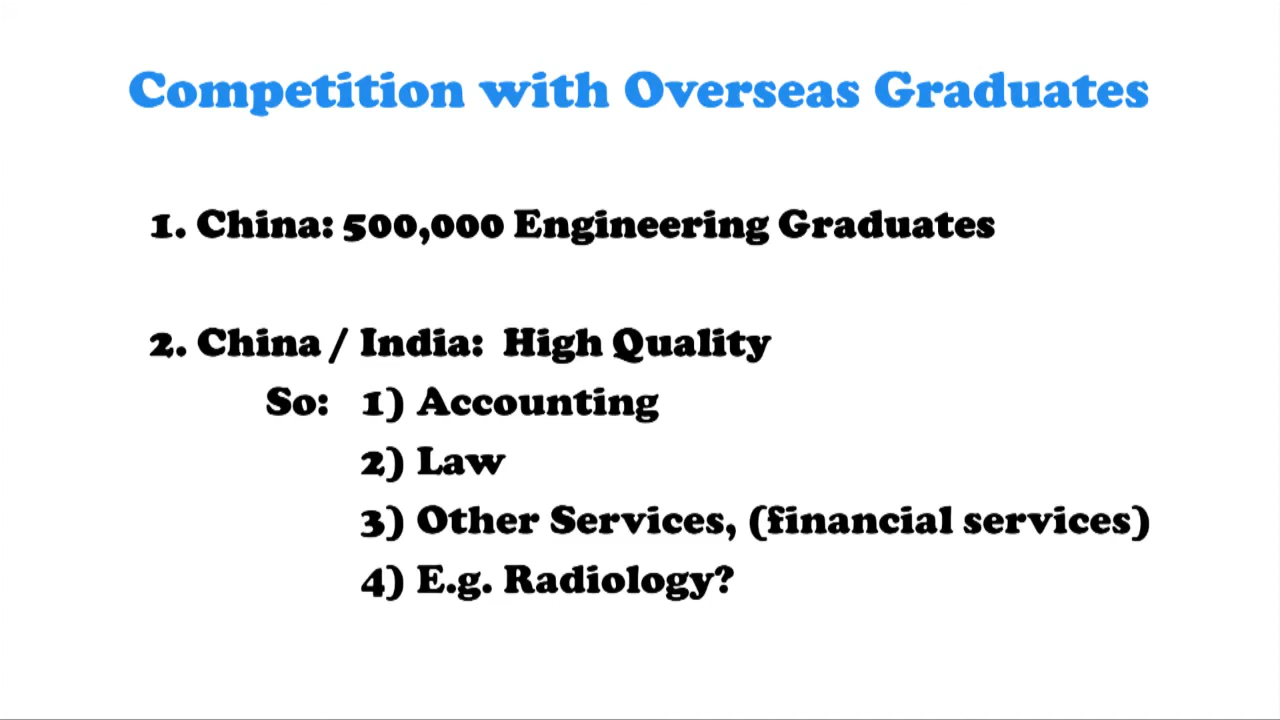 Competition with Overseas Graduates
1. China: 500,000 Engineering Graduates
2. China / India: High Quality
So: 1) Accounting
2) Law
3) Other Services, (financial services)
4) E.g. Radiology?